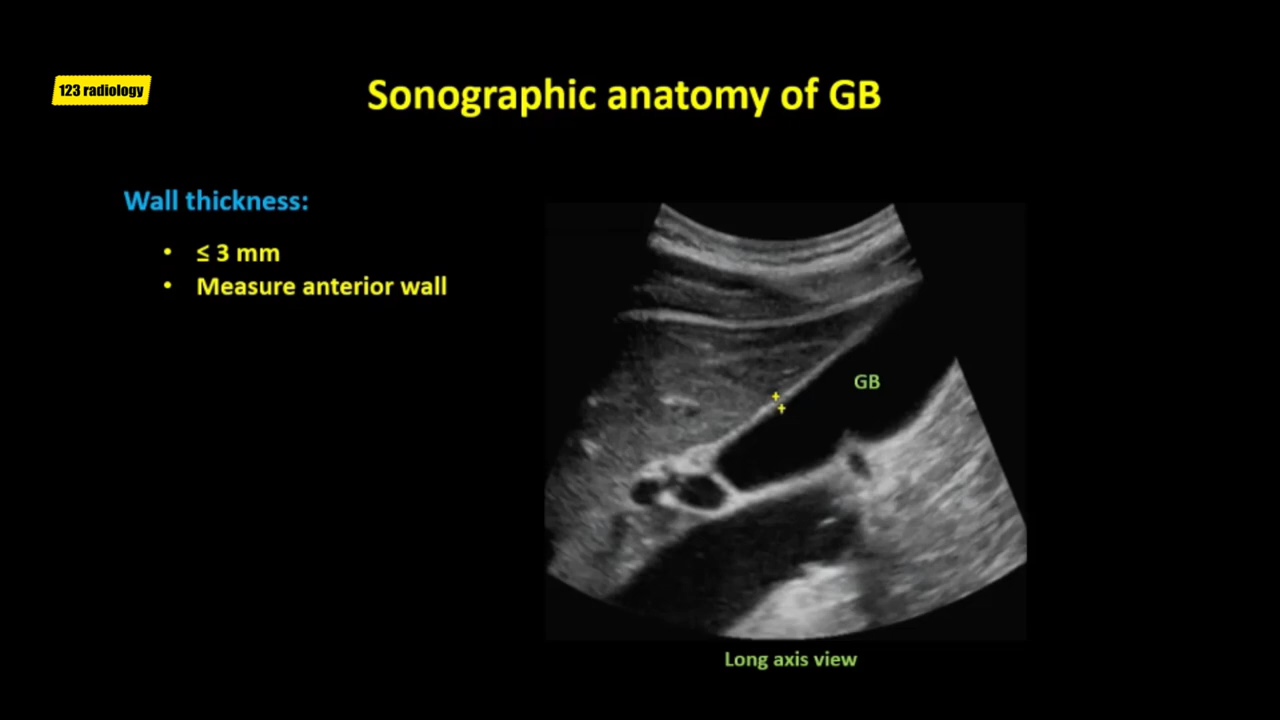 123 radiology
Sonographic anatomy of GB
Wall thickness:
• ≤ 3 mm
• Measure anterior wall
GB
Long axis view